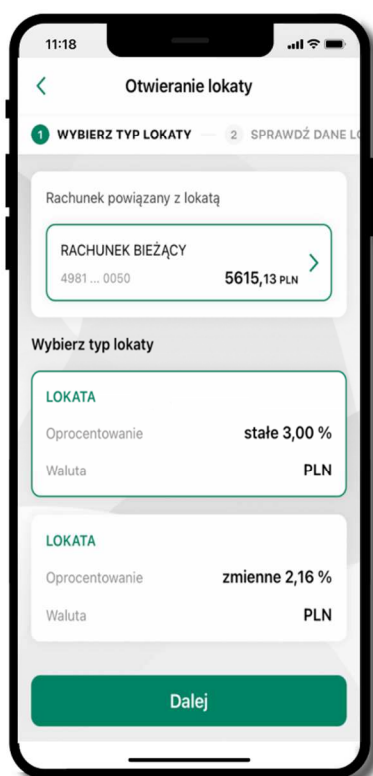 11:18
Otwieranie lokaty
1 WYBIERZ TYP LOKATY 2 SPRAWDŹ DANE
Rachunek powiązany z lokatą
RACHUNEK BIEŻĄCY
4981 ... 0050 5615,13 PLN
Wybierz typ lokaty
LOKATA
Oprocentowanie stałe 3,00 %
Waluta PLN
LOKATA
Oprocentowanie zmienne 2,16 %
Waluta PLN
Dalej